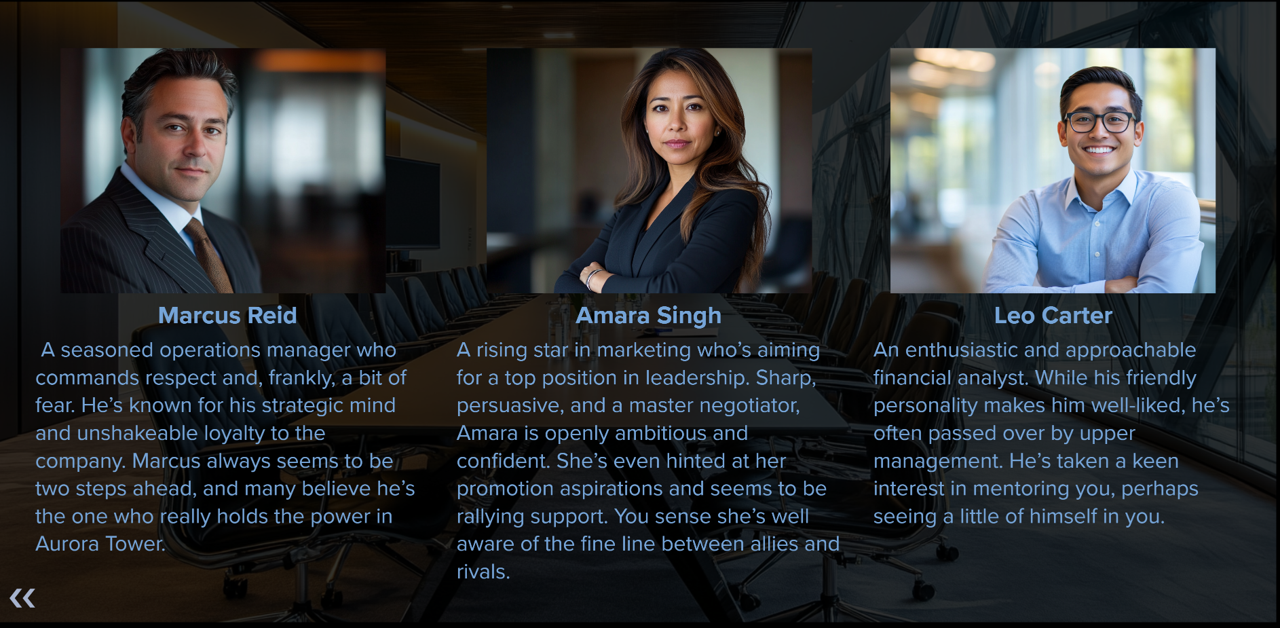 Marcus Reid
A seasoned operations manager who
commands respect and, frankly, a bit of
fear. He’s known for his strategic mind
and unshakeable loyalty to the
company. Marcus always seems to be
two steps ahead, and many believe he’s
the one who really holds the power in
Aurora Tower.
Amara Singh
A rising star in marketing who’s aiming
for a top position in leadership. Sharp,
persuasive, and a master negotiator,
Amara is openly ambitious and
confident. She’s even hinted at her
promotion aspirations and seems to be
rallying support. You sense she’s well
aware of the fine line between allies and
rivals.
Leo Carter
An enthusiastic and approachable
financial analyst. While his friendly
personality makes him well-liked, he’s
often passed over by upper
management. He’s taken a keen
interest in mentoring you, perhaps
seeing a little of himself in you.